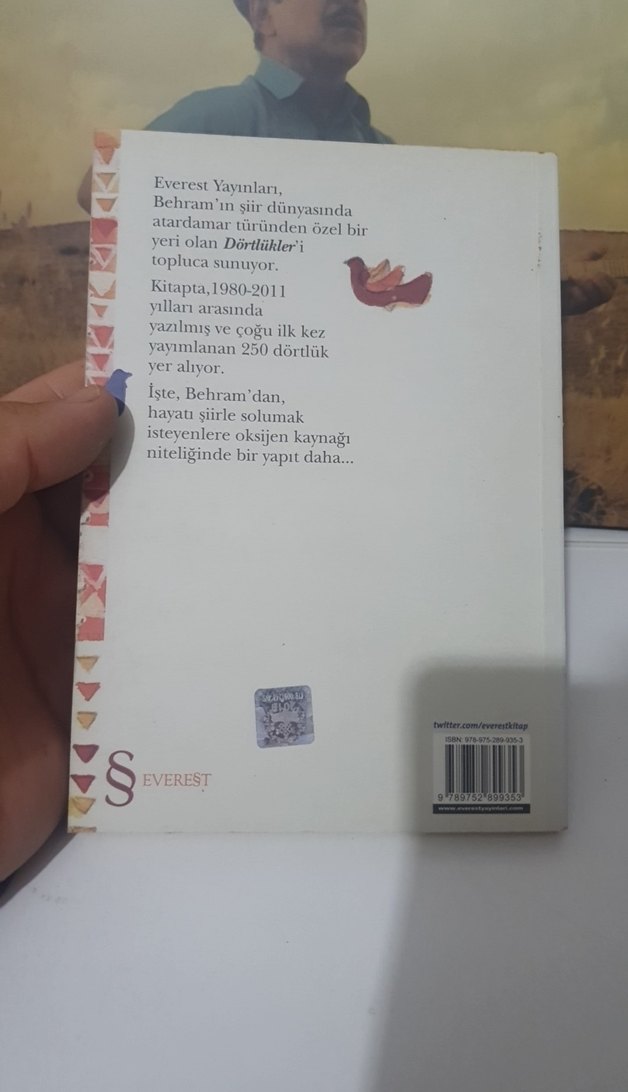 Everest Yayınları,
Behram'ın şiir dünyasında
atardamar türünden özel bir
yeri olan Dörtlükler'i
topluca sunuyor.
Kitapta,1980-2011
yılları arasında
yazılmış ve çoğu ilk kez
yayımlanan 250 dörtlük
yer alıyor.
İşte, Behram'dan,
hayatı şiirle solumak
isteyenlere oksijen kaynağı
niteliğinde bir yapıt daha...
twitter.com/everestkitap
ISBN: 978-975-289-935-3
9 789752 899353
www.everestyayinlari.com
§ EVERE§T